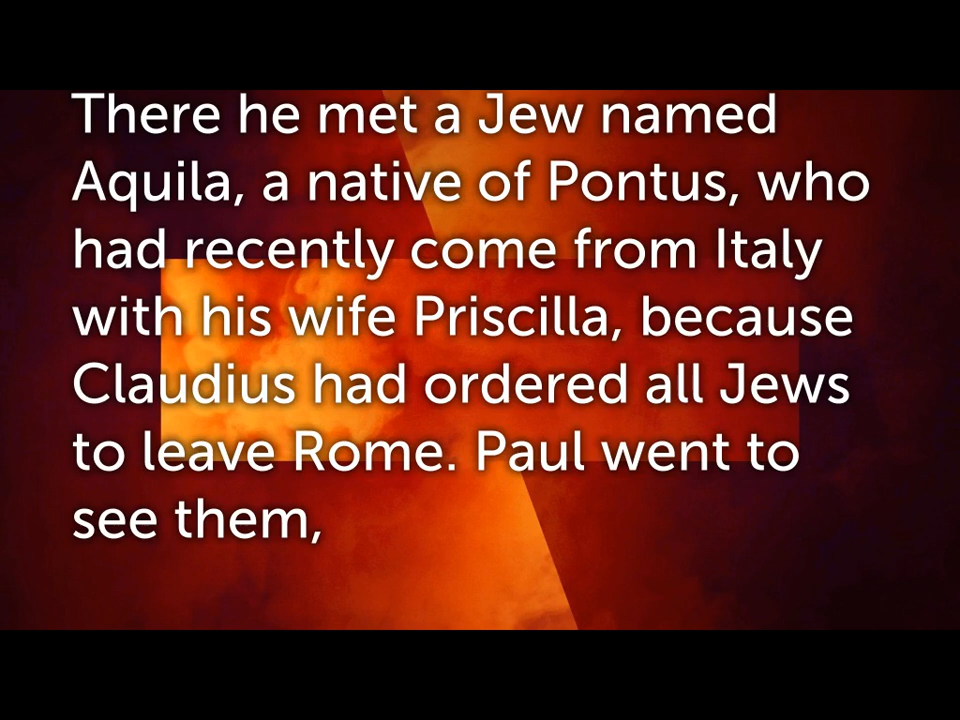 There he met a Jew named
Aquila, a native of Pontus, who
had recently come from Italy
with his wife Priscilla, because
Claudius had ordered all Jews
to leave Rome. Paul went to
see them,